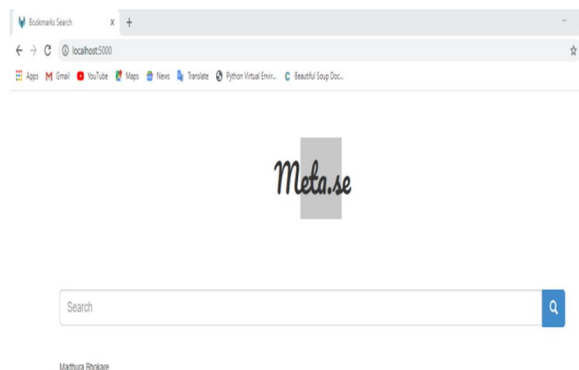 Bookmarks Search x +
localhost:5000
Apps Gmail YouTube Maps News Translate Python Virtual Envir... Beautiful Soup Doc...
Meta.se
Search
Madhura Bhokare